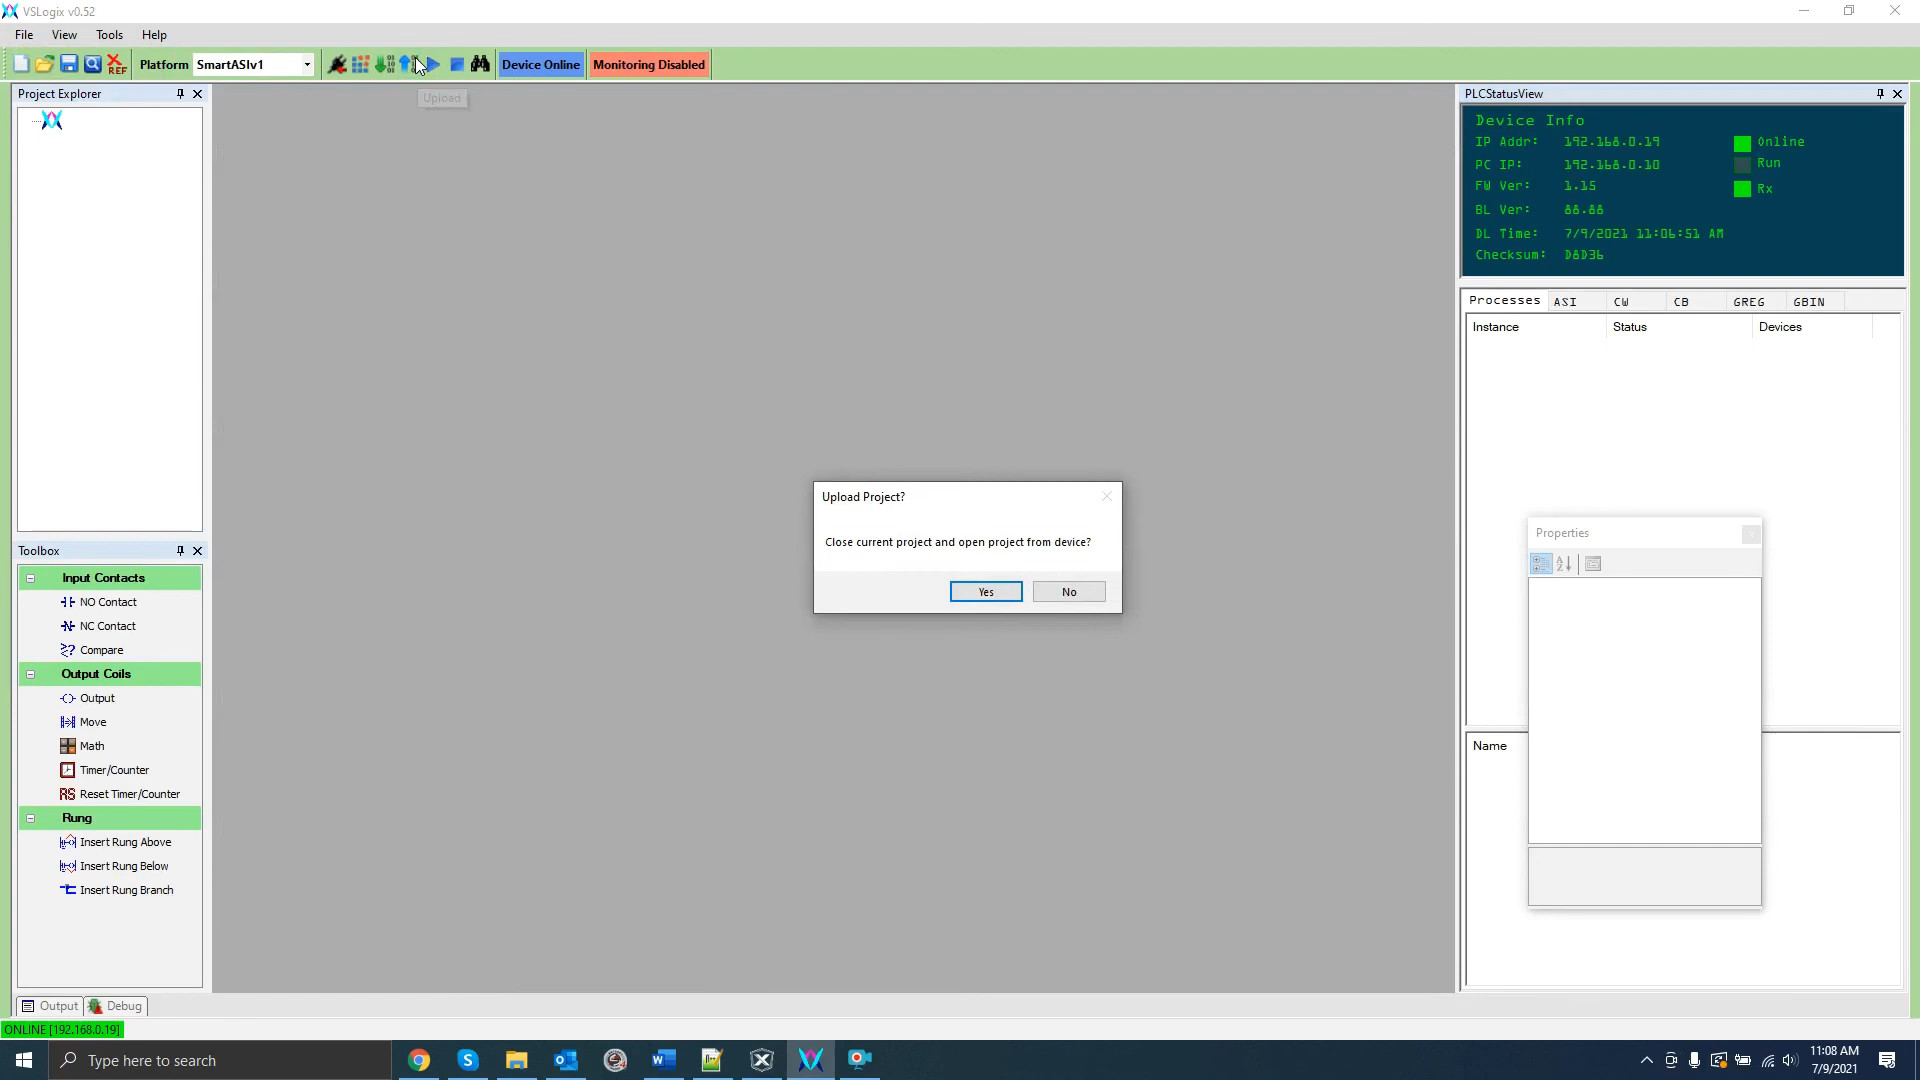 VSLogix v0.52
File View Tools Help
REF Platform SmartASIv1 Device Online Monitoring Disabled
Upload
Project Explorer
PLCStatusView
Device Info
IP Addr: 192.168.0.19 Online
PC IP: 192.168.0.10 Run
FW Ver: 1.15 Rx
BL Ver: 88.88
DL Time: 7/9/2021 11:06:51 AM
Checksum: D8D36
Processes ASI CW CB GREG GBIN
Instance Status Devices
Upload Project?
Close current project and open project from device?
Yes No
Properties
Name
Toolbox
Input Contacts
NO Contact
NC Contact
Compare
Output Coils
Output
Move
Math
Timer/Counter
RS Reset Timer/Counter
Rung
Insert Rung Above
Insert Rung Below
Insert Rung Branch
Output Debug
ONLINE [192.168.0.19]
Type here to search
11:08 AM
7/9/2021